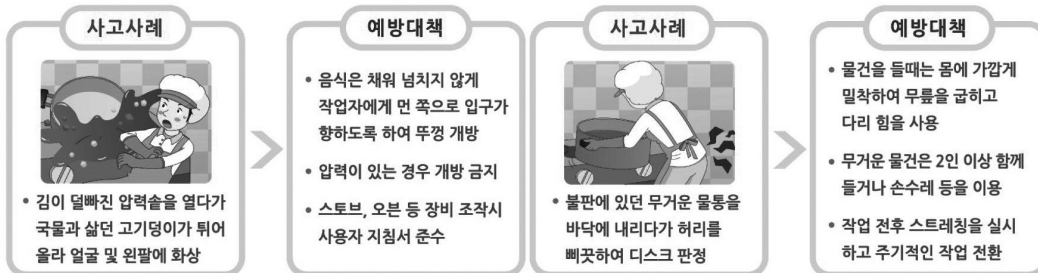 사고사례
• 김이 덜빠진 압력솥을 열다가
국물과 삶던 고기덩이가 튀어
올라 얼굴 및 왼팔에 화상
예방대책
• 음식은 채워 넘치지 않게
작업자에게 먼 쪽으로 입구가
향하도록 하여 뚜껑 개방
• 압력이 있는 경우 개방 금지
• 스토브, 오븐 등 장비 조작시
사용자 지침서 준수
사고사례
• 불판에 있던 무거운 물통을
바닥에 내리다가 허리를
삐끗하여 디스크 판정
예방대책
• 물건을 들때는 몸에 가깝게
밀착하여 무릎을 굽히고
다리 힘을 사용
• 무거운 물건은 2인 이상 함께
들거나 손수레 등을 이용
• 작업 전후 스트레칭을 실시
하고 주기적인 작업 전환